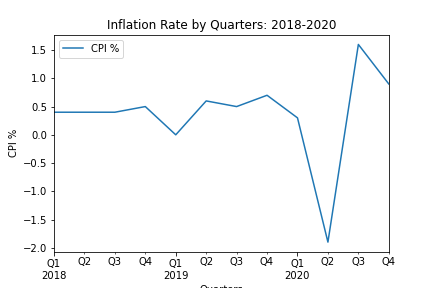 Inflation Rate by Quarters: 2018-2020
CPI %
CPI %
1.5
1.0
0.5
0.0
−0.5
−1.0
−1.5
−2.0
Q1 Q2 Q3 Q4 Q1 Q2 Q3 Q4 Q1 Q2 Q3 Q4
2018 2019 2020
Quarters